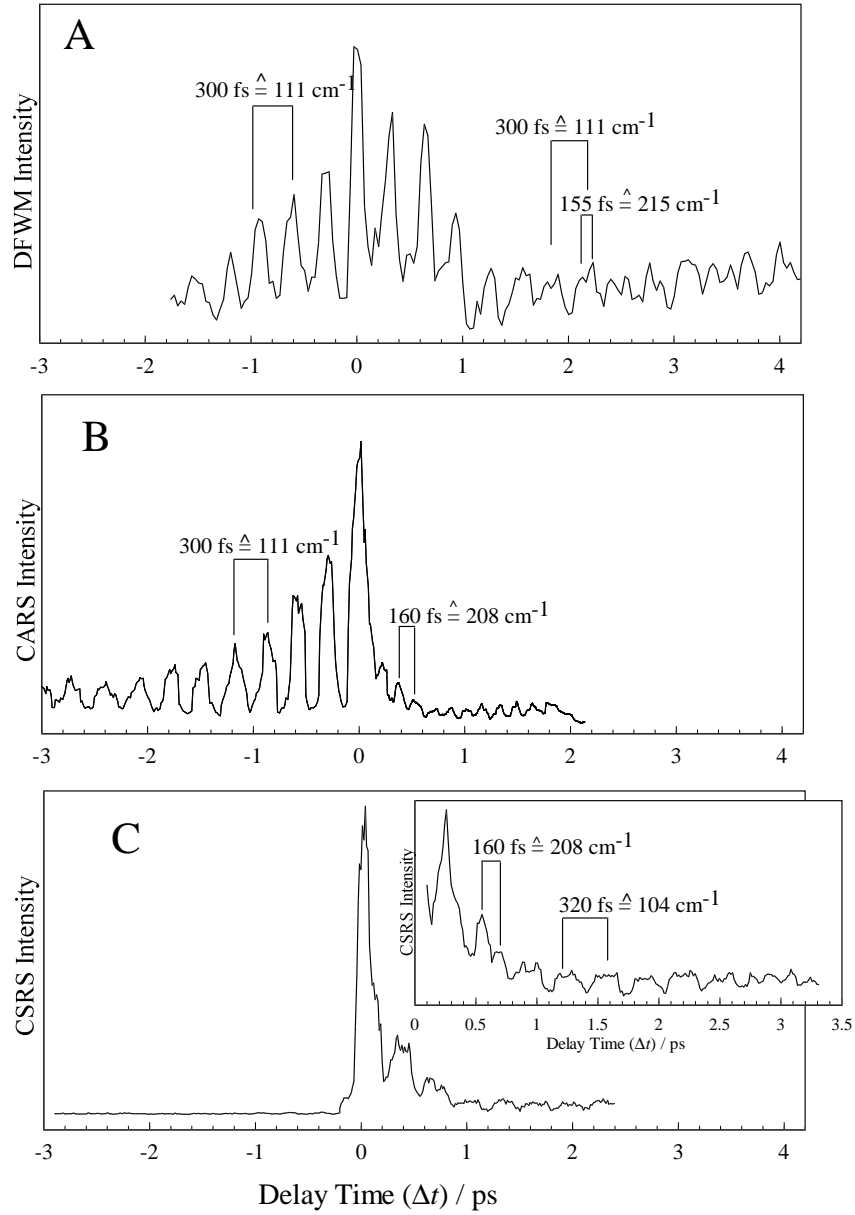 A
DFWM Intensity
300 fs ≙ 111 cm-1
300 fs ≙ 111 cm-1
155 fs ≙ 215 cm-1
-3 -2 -1 0 1 2 3 4
B
CARS Intensity
300 fs ≙ 111 cm-1
160 fs ≙ 208 cm-1
-3 -2 -1 0 1 2 3 4
C
CSRS Intensity
CSRS Intensity
160 fs ≙ 208 cm-1
320 fs ≙ 104 cm-1
0 0.5 1 1.5 2 2.5 3 3.5
Delay Time (Δt) / ps
-3 -2 -1 0 1 2 3 4
Delay Time (Δt) / ps